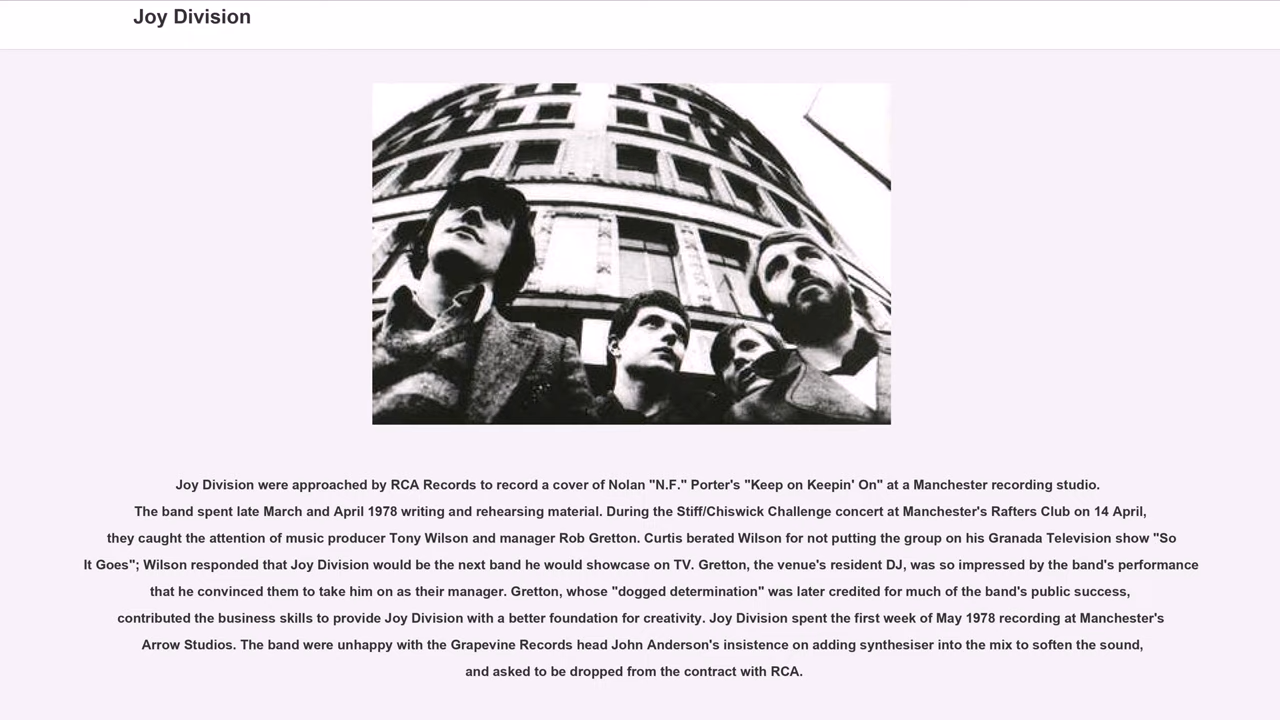 Joy Division
Joy Division were approached by RCA Records to record a cover of Nolan "N.F." Porter's "Keep on Keepin' On" at a Manchester recording studio.
The band spent late March and April 1978 writing and rehearsing material. During the Stiff/Chiswick Challenge concert at Manchester's Rafters Club on 14 April,
they caught the attention of music producer Tony Wilson and manager Rob Gretton. Curtis berated Wilson for not putting the group on his Granada Television show "So
It Goes"; Wilson responded that Joy Division would be the next band he would showcase on TV. Gretton, the venue's resident DJ, was so impressed by the band's performance
that he convinced them to take him on as their manager. Gretton, whose "dogged determination" was later credited for much of the band's public success,
contributed the business skills to provide Joy Division with a better foundation for creativity. Joy Division spent the first week of May 1978 recording at Manchester's
Arrow Studios. The band were unhappy with the Grapevine Records head John Anderson's insistence on adding synthesiser into the mix to soften the sound,
and asked to be dropped from the contract with RCA.